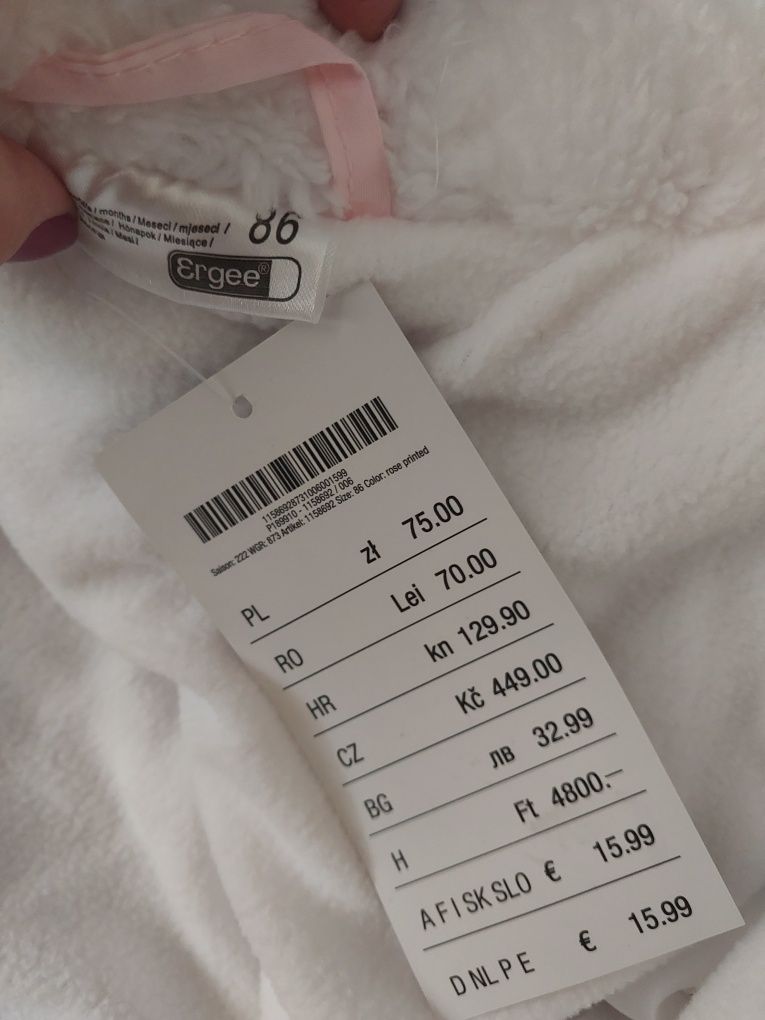 / months / Meseci / mjeseci /
/ Hónapok / Miesiące /
86
Ergee®
11586928731006001599
P189910 - 1158692 / 006
Saison: 222 WGR: 873 Artikel: 1158692 Size: 86 Color: rose printed
PL zł 75.00
RO Lei 70.00
HR kn 129.90
CZ Kč 449.00
BG лв 32.99
H Ft 4800.–
A F I SK SLO € 15.99
D NL P E € 15.99